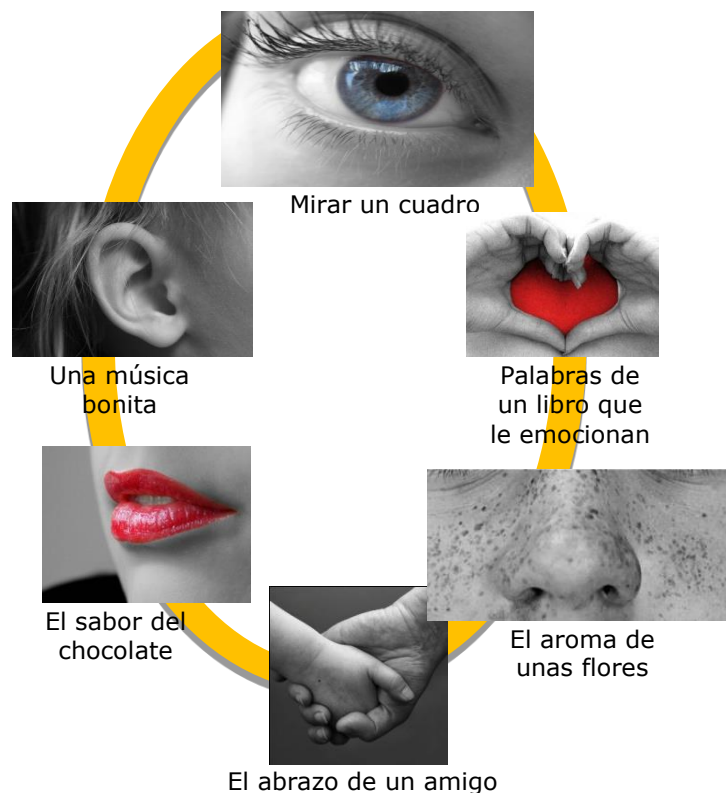 Mirar un cuadro
Una música
bonita
Palabras de
un libro que
le emocionan
El sabor del
chocolate
El aroma de
unas flores
El abrazo de un amigo